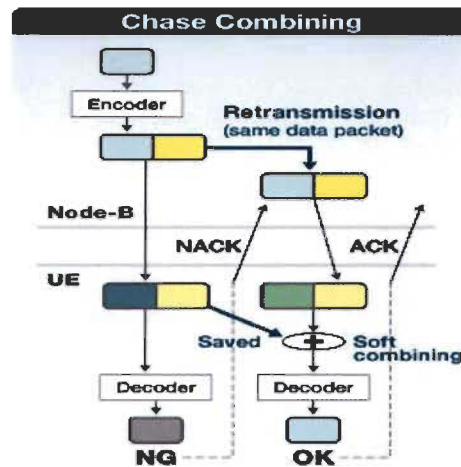 Chase Combining
Encoder
Retransmission
(same data packet)
Node-B
NACK
ACK
UE
Saved
Soft
combining
Decoder
Decoder
NG
OK